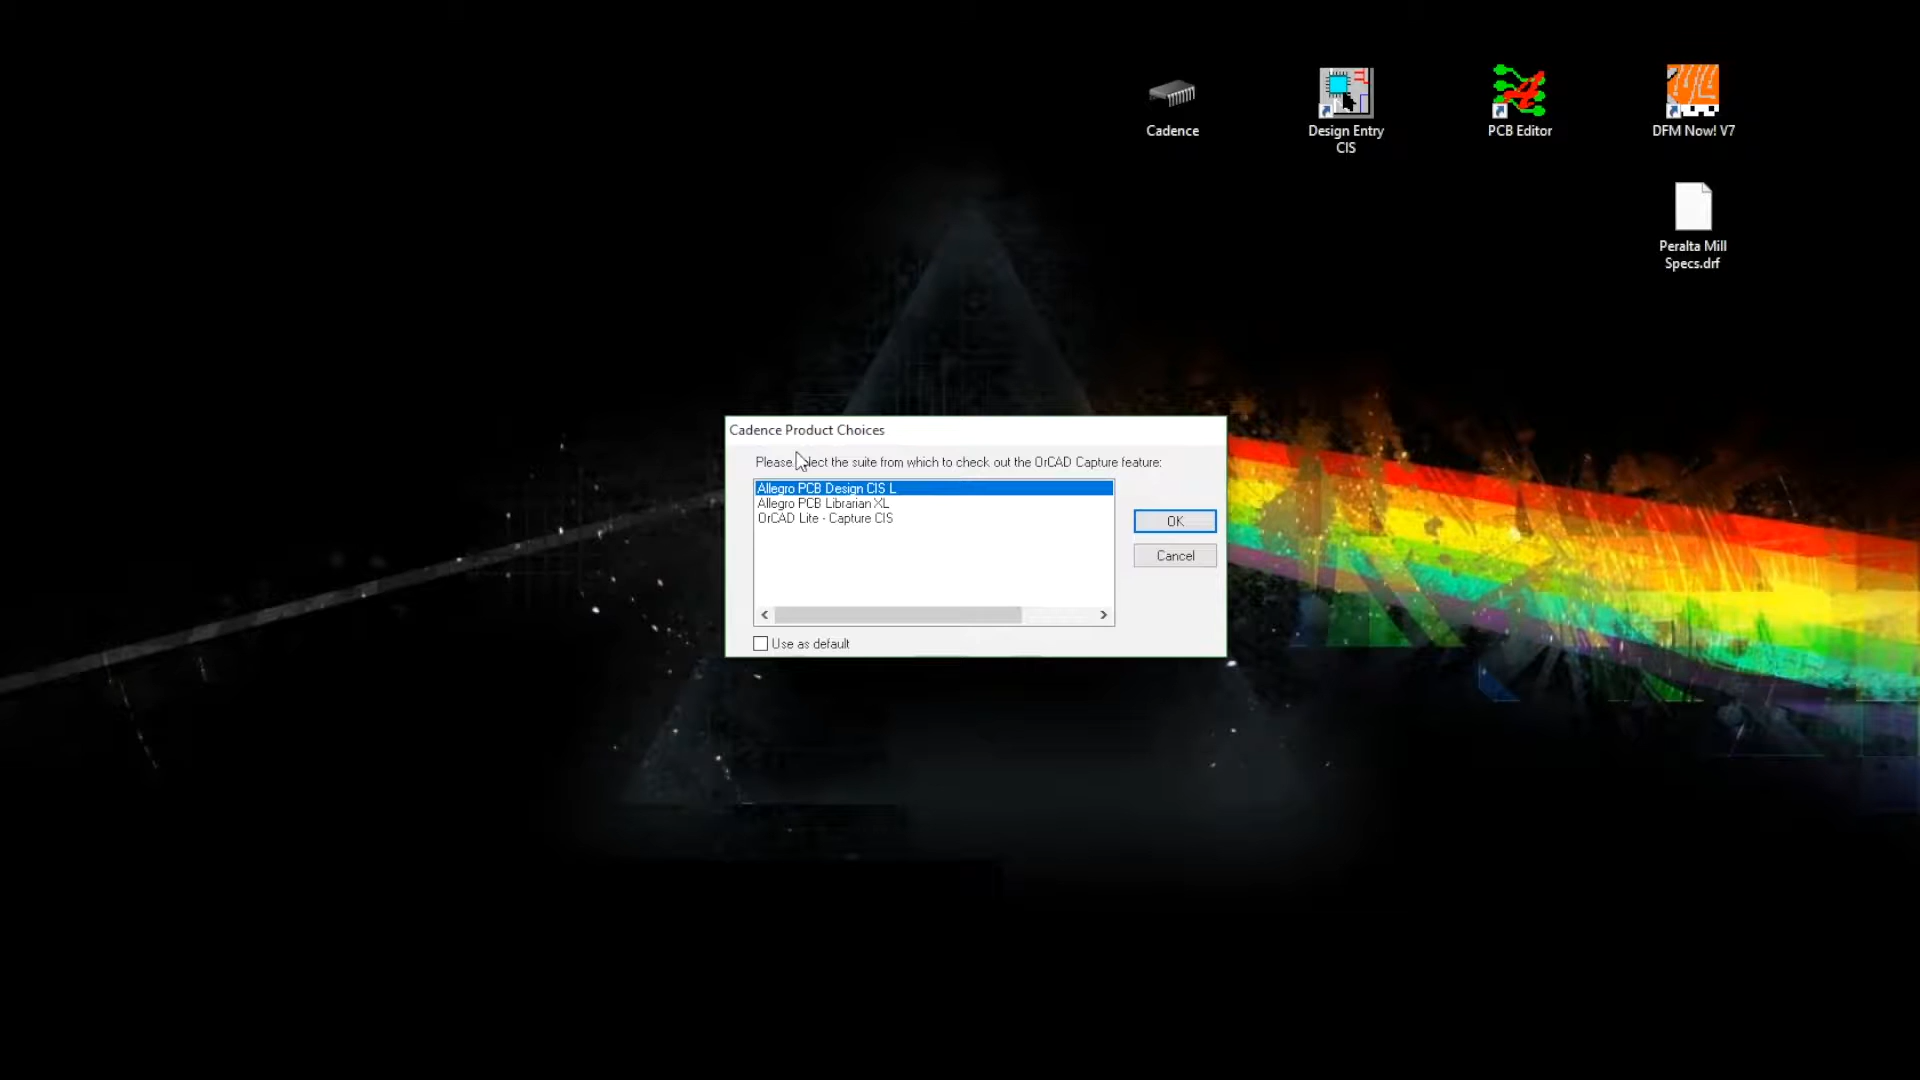 Cadence
Design Entry
CIS
PCB Editor
DFM Now! V7
Peralta Mill
Specs.drf
Cadence Product Choices
Please select the suite from which to check out the OrCAD Capture feature:
Allegro PCB Design CIS L
Allegro PCB Librarian XL
OrCAD Lite - Capture CIS
OK
Cancel
Use as default